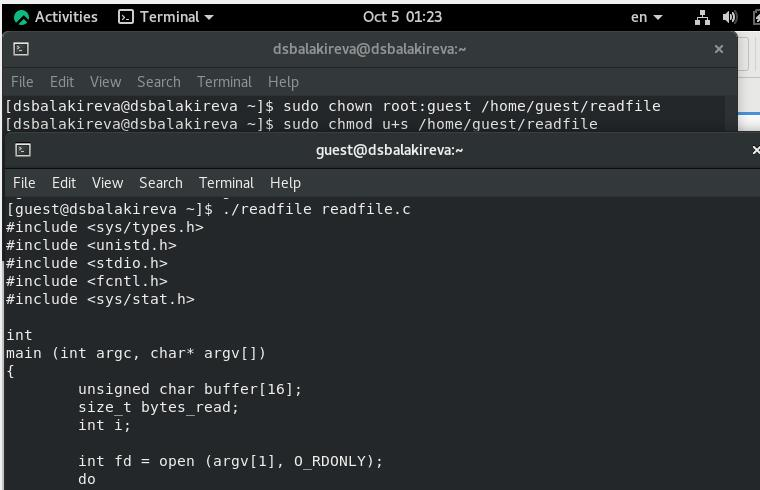 Activities Terminal Oct 5 01:23 en
dsbalakireva@dsbalakireva:~
File Edit View Search Terminal Help
[dsbalakireva@dsbalakireva ~]$ sudo chown root:guest /home/guest/readfile
[dsbalakireva@dsbalakireva ~]$ sudo chmod u+s /home/guest/readfile
guest@dsbalakireva:~
File Edit View Search Terminal Help
[guest@dsbalakireva ~]$ ./readfile readfile.c
#include <sys/types.h>
#include <unistd.h>
#include <stdio.h>
#include <fcntl.h>
#include <sys/stat.h>
int
main (int argc, char* argv[])
{
unsigned char buffer[16];
size_t bytes_read;
int i;
int fd = open (argv[1], O_RDONLY);
do